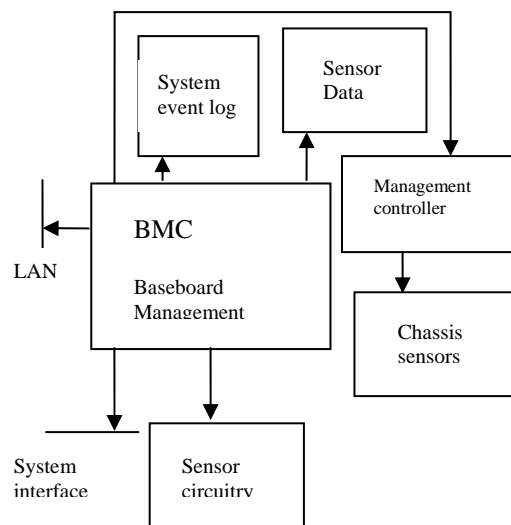 System
event log
Sensor
Data
Management
controller
BMC
Baseboard
Management
LAN
Chassis
sensors
System
interface
Sensor
circuitry